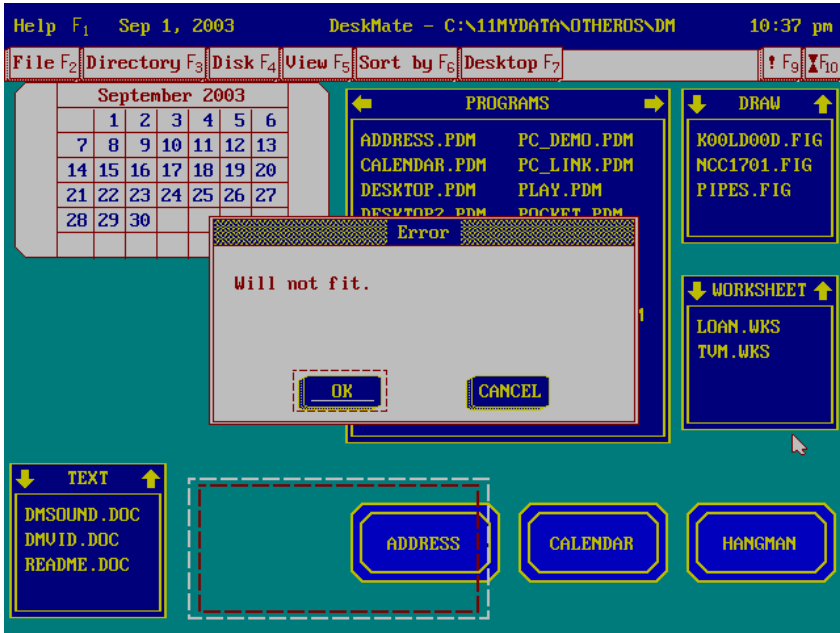 Help F1 Sep 1, 2003 DeskMate - C:\11MYDATA\OTHEROS\DM 10:37 pm
File F2 Directory F3 Disk F4 View F5 Sort by F6 Desktop F7 ! F9 F10
September 2003
1 2 3 4 5 6
7 8 9 10 11 12 13
14 15 16 17 18 19 20
21 22 23 24 25 26 27
28 29 30
PROGRAMS
ADDRESS.PDM PC_DEMO.PDM
CALENDAR.PDM PC_LINK.PDM
DESKTOP.PDM PLAY.PDM
DESKTOP2.PDM POCKET.PDM
DRAW
K00LD00D.FIG
NCC1701.FIG
PIPES.FIG
Error
Will not fit.
OK CANCEL
WORKSHEET
LOAN.WKS
TVM.WKS
TEXT
DMSOUND.DOC
DMVID.DOC
README.DOC
ADDRESS CALENDAR HANGMAN